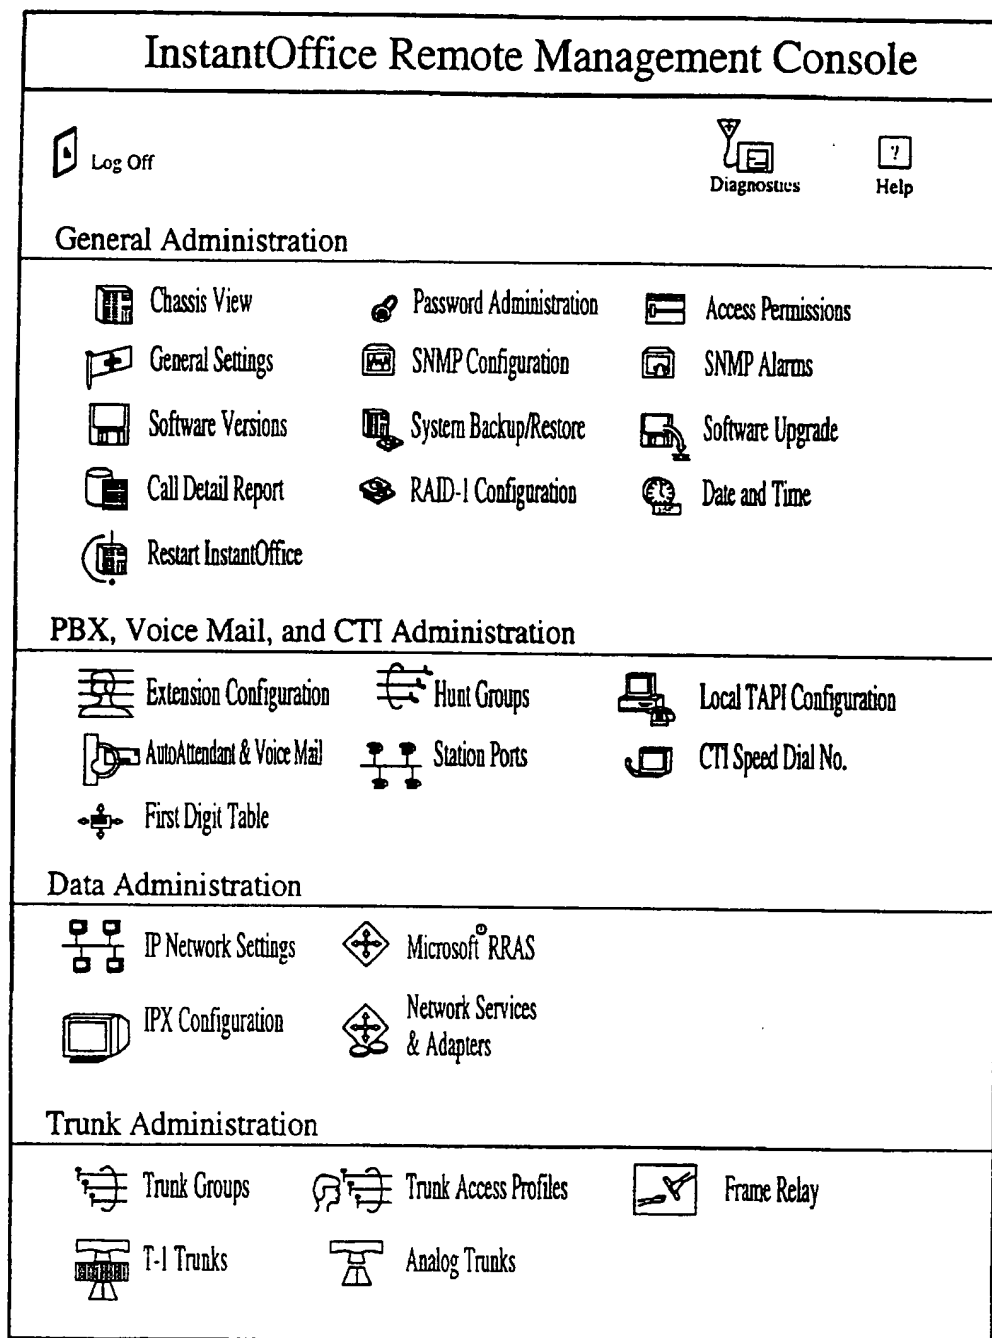 InstantOffice Remote Management Console
Log Off
Diagnostics
?
Help
General Administration
Chassis View
Password Administration
Access Permissions
General Settings
SNMP Configuration
SNMP Alarms
Software Versions
System Backup/Restore
Software Upgrade
Call Detail Report
RAID-1 Configuration
Date and Time
Restart InstantOffice
PBX, Voice Mail, and CTI Administration
Extension Configuration
Hunt Groups
Local TAPI Configuration
AutoAttendant & Voice Mail
Station Ports
CTI Speed Dial No.
First Digit Table
Data Administration
IP Network Settings
Microsoft® RRAS
IPX Configuration
Network Services
& Adapters
Trunk Administration
Trunk Groups
Trunk Access Profiles
Frame Relay
T-1 Trunks
Analog Trunks